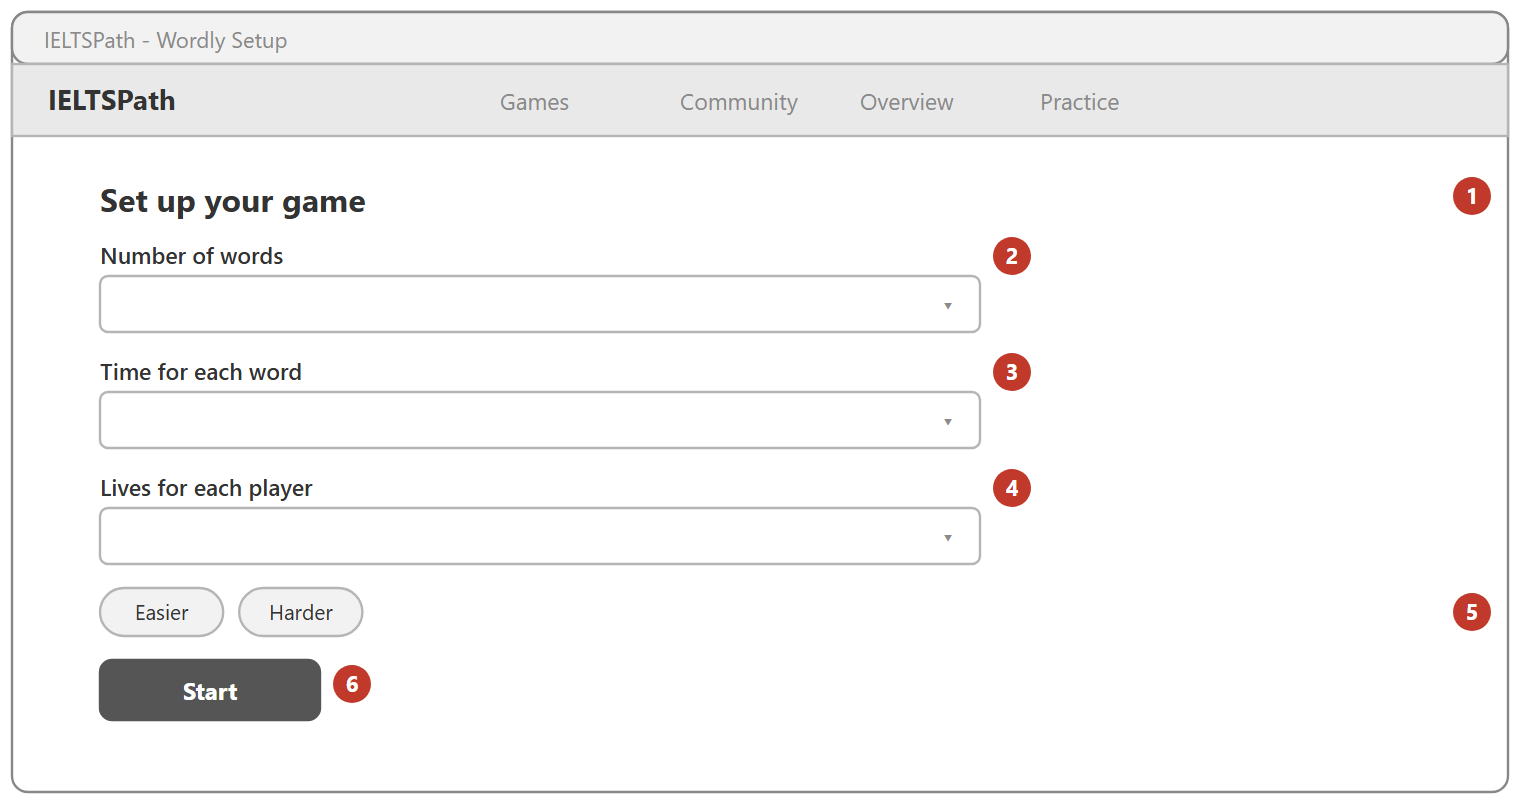 IELTSPath - Wordly Setup
IELTSPath Games Community Overview Practice
Set up your game 1
Number of words 2
Time for each word 3
Lives for each player 4
Easier Harder 5
Start 6